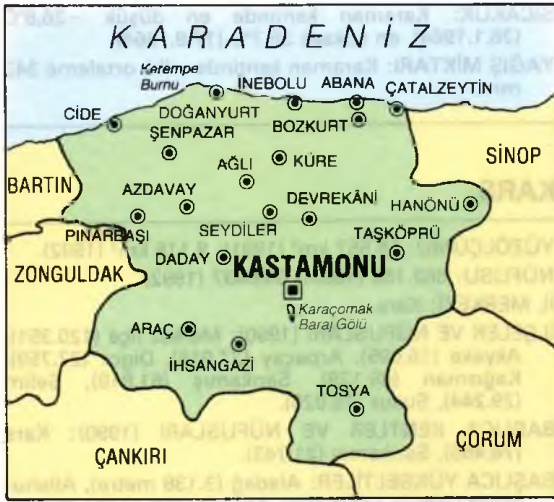 KARADENİZ
Kerempe
Burnu
İNEBOLU
ABANA
ÇATALZEYTİN
CİDE
DOĞANYURT
BOZKURT
ŞENPAZAR
SİNOP
AĞLI
KÜRE
BARTIN
AZDAVAY
DEVREKÂNİ
HANÖNÜ
PINARBAŞI
SEYDİLER
TAŞKÖPRÜ
ZONGULDAK
DADAY
KASTAMONU
Karaçomak
Baraj Gölü
ARAÇ
İHSANGAZİ
TOSYA
ÇANKIRI
ÇORUM